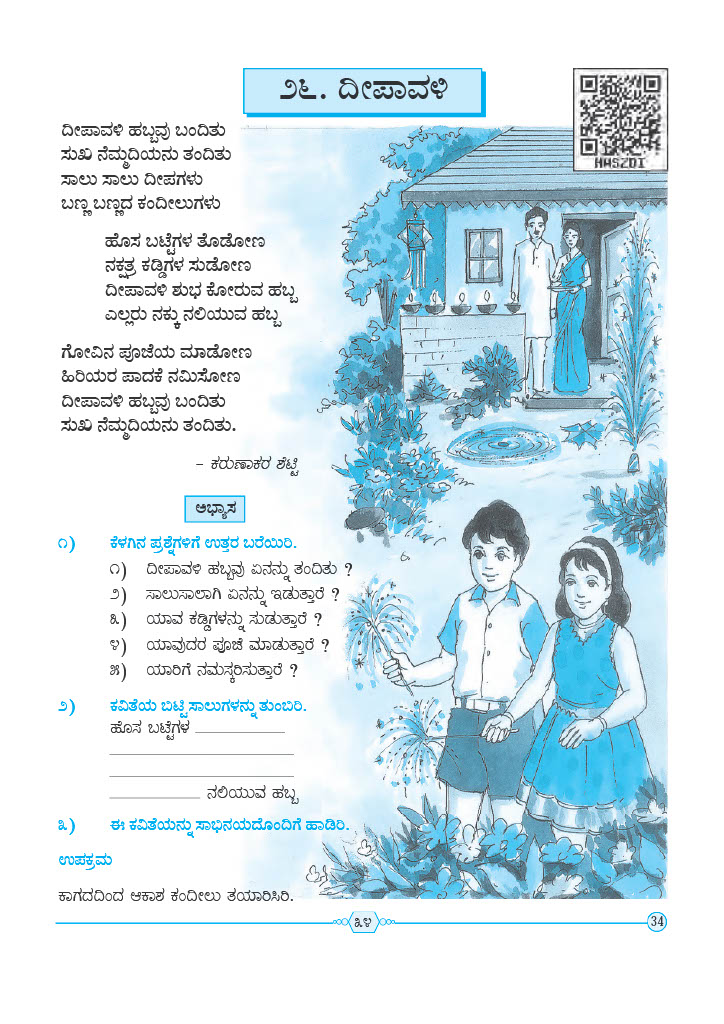 ೨೬. ದೀಪಾವಳಿ
HASZDI
ದೀಪಾವಳಿ ಹಬ್ಬವು ಬಂದಿತು
ಸುಖ ನೆಮ್ಮದಿಯನು ತಂದಿತು
ಸಾಲು ಸಾಲು ದೀಪಗಳು
ಬಣ್ಣ ಬಣ್ಣದ ಕಂದೀಲುಗಳು
ಹೊಸ ಬಟ್ಟೆಗಳ ತೊಡೋಣ
ನಕ್ಷತ್ರ ಕಡ್ಡಿಗಳ ಸುಡೋಣ
ದೀಪಾವಳಿ ಶುಭ ಕೋರುವ ಹಬ್ಬ
ಎಲ್ಲರು ನಕ್ಕು ನಲಿಯುವ ಹಬ್ಬ
ಗೋವಿನ ಪೂಜೆಯ ಮಾಡೋಣ
ಹಿರಿಯರ ಪಾದಕೆ ನಮಿಸೋಣ
ದೀಪಾವಳಿ ಹಬ್ಬವು ಬಂದಿತು
ಸುಖ ನೆಮ್ಮದಿಯನು ತಂದಿತು.
– ಕರುಣಾಕರ ಶೆಟ್ಟಿ
ಅಭ್ಯಾಸ
೧) ಕೆಳಗಿನ ಪ್ರಶ್ನೆಗಳಿಗೆ ಉತ್ತರ ಬರೆಯಿರಿ.
೧) ದೀಪಾವಳಿ ಹಬ್ಬವು ಏನನ್ನು ತಂದಿತು ?
೨) ಸಾಲುಸಾಲಾಗಿ ಏನನ್ನು ಇಡುತ್ತಾರೆ ?
೩) ಯಾವ ಕಡ್ಡಿಗಳನ್ನು ಸುಡುತ್ತಾರೆ ?
೪) ಯಾವುದರ ಪೂಜೆ ಮಾಡುತ್ತಾರೆ ?
೫) ಯಾರಿಗೆ ನಮಸ್ಕರಿಸುತ್ತಾರೆ ?
೨) ಕವಿತೆಯ ಬಿಟ್ಟ ಸಾಲುಗಳನ್ನು ತುಂಬಿರಿ.
ಹೊಸ ಬಟ್ಟೆಗಳ __________
____________________
____________________
__________ ನಲಿಯುವ ಹಬ್ಬ
೩) ಈ ಕವಿತೆಯನ್ನು ಸಾಭಿನಯದೊಂದಿಗೆ ಹಾಡಿರಿ.
ಉಪಕ್ರಮ
ಕಾಗದದಿಂದ ಆಕಾಶ ಕಂದೀಲು ತಯಾರಿಸಿರಿ.
೩೪
34